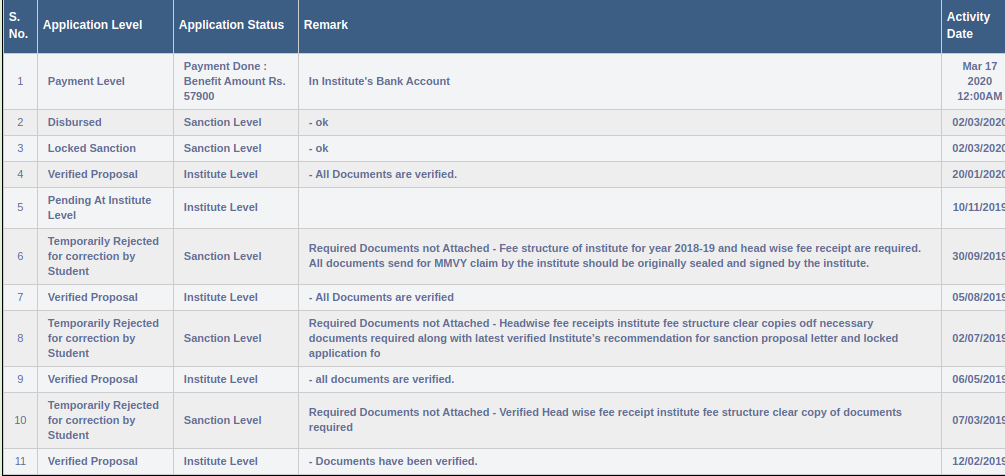 S. No. Application Level Application Status Remark Activity Date
1 Payment Level Payment Done : Benefit Amount Rs. 57900 In Institute's Bank Account Mar 17 2020 12:00AM
2 Disbursed Sanction Level - ok 02/03/2020
3 Locked Sanction Sanction Level - ok 02/03/2020
4 Verified Proposal Institute Level - All Documents are verified. 20/01/2020
5 Pending At Institute Level Institute Level 10/11/2019
6 Temporarily Rejected for correction by Student Sanction Level Required Documents not Attached - Fee structure of institute for year 2018-19 and head wise fee receipt are required. All documents send for MMVY claim by the institute should be originally sealed and signed by the institute. 30/09/2019
7 Verified Proposal Institute Level - All Documents are verified 05/08/2019
8 Temporarily Rejected for correction by Student Sanction Level Required Documents not Attached - Headwise fee receipts institute fee structure clear copies odf necessary documents required along with latest verified Institute's recommendation for sanction proposal letter and locked application fo 02/07/2019
9 Verified Proposal Institute Level - all documents are verified. 06/05/2019
10 Temporarily Rejected for correction by Student Sanction Level Required Documents not Attached - Verified Head wise fee receipt institute fee structure clear copy of documents required 07/03/2019
11 Verified Proposal Institute Level - Documents have been verified. 12/02/2019